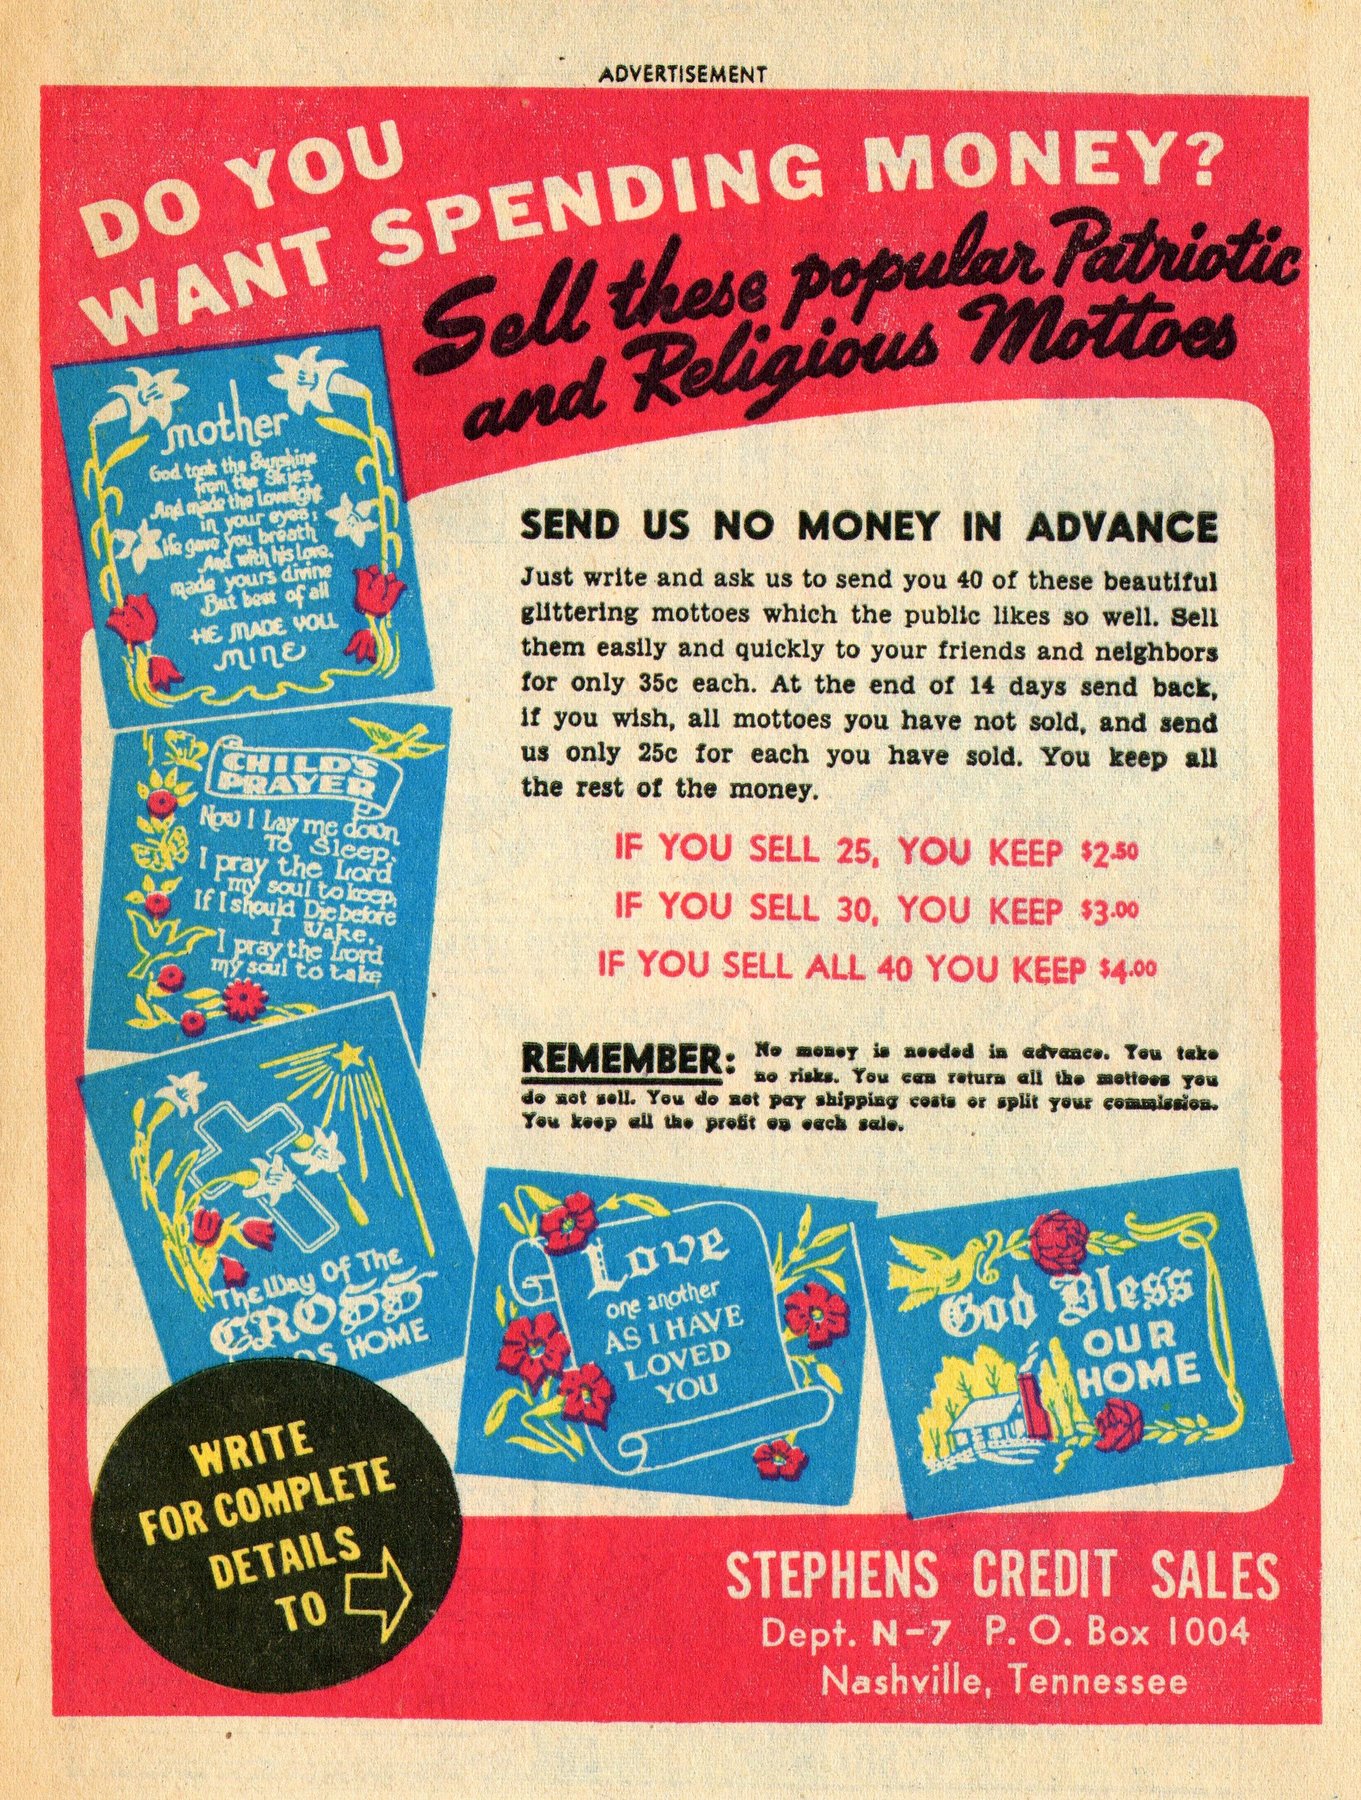 ADVERTISEMENT
DO YOU
WANT SPENDING MONEY?
Sell these popular Patriotic
and Religious Mottoes
mother
God took the Sunshine
from the Skies
And made the Lovelight
in your eyes;
He gave you breath
And with his Love,
made yours divine
But best of all
HE MADE YOU
MINE
CHILD'S
PRAYER
Now I Lay me down
To Sleep,
I pray the Lord
my soul to keep,
If I should Die before
I Wake,
I pray the Lord
my soul to take
The Way Of The
CROSS
DS HOME
SEND US NO MONEY IN ADVANCE
Just write and ask us to send you 40 of these beautiful
glittering mottoes which the public likes so well. Sell
them easily and quickly to your friends and neighbors
for only 35c each. At the end of 14 days send back,
if you wish, all mottoes you have not sold, and send
us only 25c for each you have sold. You keep all
the rest of the money.
IF YOU SELL 25, YOU KEEP $2.50
IF YOU SELL 30, YOU KEEP $3.00
IF YOU SELL ALL 40 YOU KEEP $4.00
REMEMBER: No money is needed in advance. You take
no risks. You can return all the mottoes you
do not sell. You do not pay shipping costs or split your commission.
You keep all the profit on each sale.
Love
one another
AS I HAVE
LOVED
YOU
God Bless
OUR
HOME
WRITE
FOR COMPLETE
DETAILS
TO
STEPHENS CREDIT SALES
Dept. N-7 P. O. Box 1004
Nashville, Tennessee